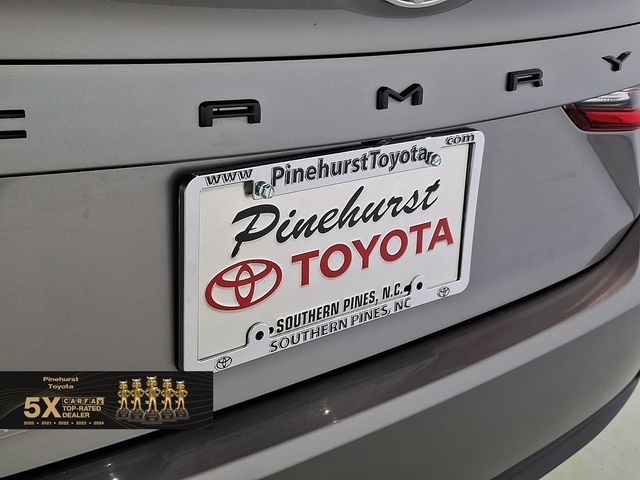 CAMRY
www PinehurstToyota com
Pinehurst
TOYOTA
SOUTHERN PINES, N.C.
SOUTHERN PINES, NC
Pinehurst
Toyota
5X CARFAX
TOP-RATED
DEALER
2020 • 2021 • 2022 • 2023 • 2024